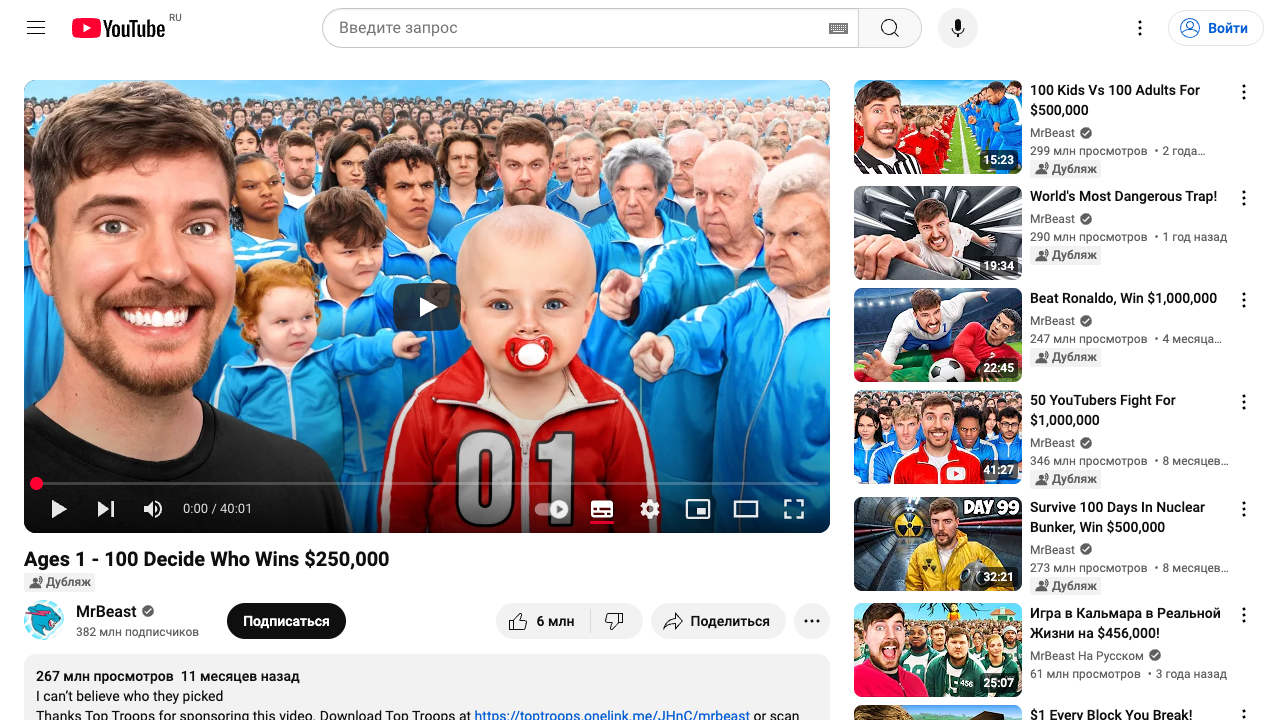 YouTube RU
Введите запрос
Войти
01
0:00 / 40:01
Ages 1 - 100 Decide Who Wins $250,000
Дубляж
MrBeast
382 млн подписчиков
Подписаться
6 млн
Поделиться
267 млн просмотров 11 месяцев назад
I can’t believe who they picked
Thanks Top Troops for sponsoring this video. Download Top Troops at https://toptroops.onelink.me/JHnC/mrbeast or scan
15:23
100 Kids Vs 100 Adults For
$500,000
MrBeast
299 млн просмотров • 2 года…
Дубляж
19:34
World's Most Dangerous Trap!
MrBeast
290 млн просмотров • 1 год назад
Дубляж
1
22:45
Beat Ronaldo, Win $1,000,000
MrBeast
247 млн просмотров • 4 месяца…
Дубляж
41:27
50 YouTubers Fight For
$1,000,000
MrBeast
346 млн просмотров • 8 месяцев…
Дубляж
DAY 99
32:21
Survive 100 Days In Nuclear
Bunker, Win $500,000
MrBeast
273 млн просмотров • 8 месяцев…
Дубляж
456
25:07
Игра в Кальмара в Реальной
Жизни на $456,000!
MrBeast На Русском
61 млн просмотров • 3 года назад
$1 Every Block You Break!